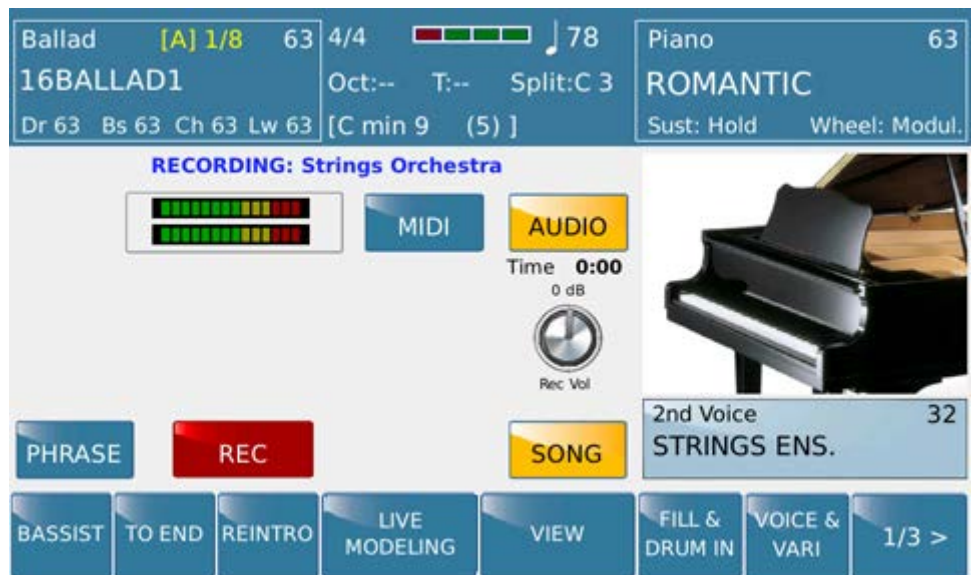 Ballad [A] 1/8 63
16BALLAD1
Dr 63 Bs 63 Ch 63 Lw 63
4/4 78
Oct:-- T:-- Split:C 3
[C min 9 (5) ]
Piano 63
ROMANTIC
Sust: Hold Wheel: Modul.
RECORDING: Strings Orchestra
MIDI
AUDIO
Time 0:00
0 dB
Rec Vol
PHRASE
REC
SONG
2nd Voice 32
STRINGS ENS.
BASSIST
TO END
REINTRO
LIVE
MODELING
VIEW
FILL &
DRUM IN
VOICE &
VARI
1/3 >